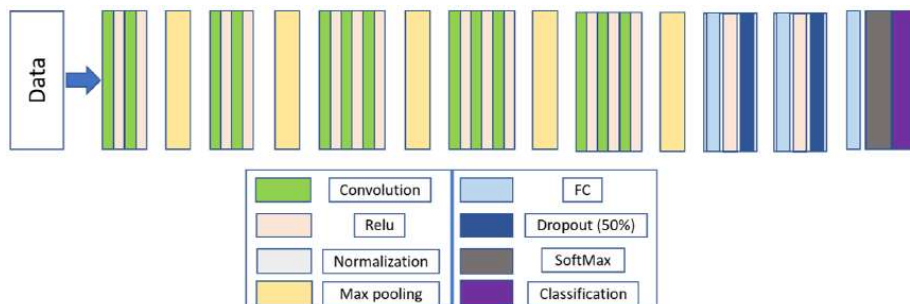 Data
Convolution
FC
Relu
Dropout (50%)
Normalization
SoftMax
Max pooling
Classification